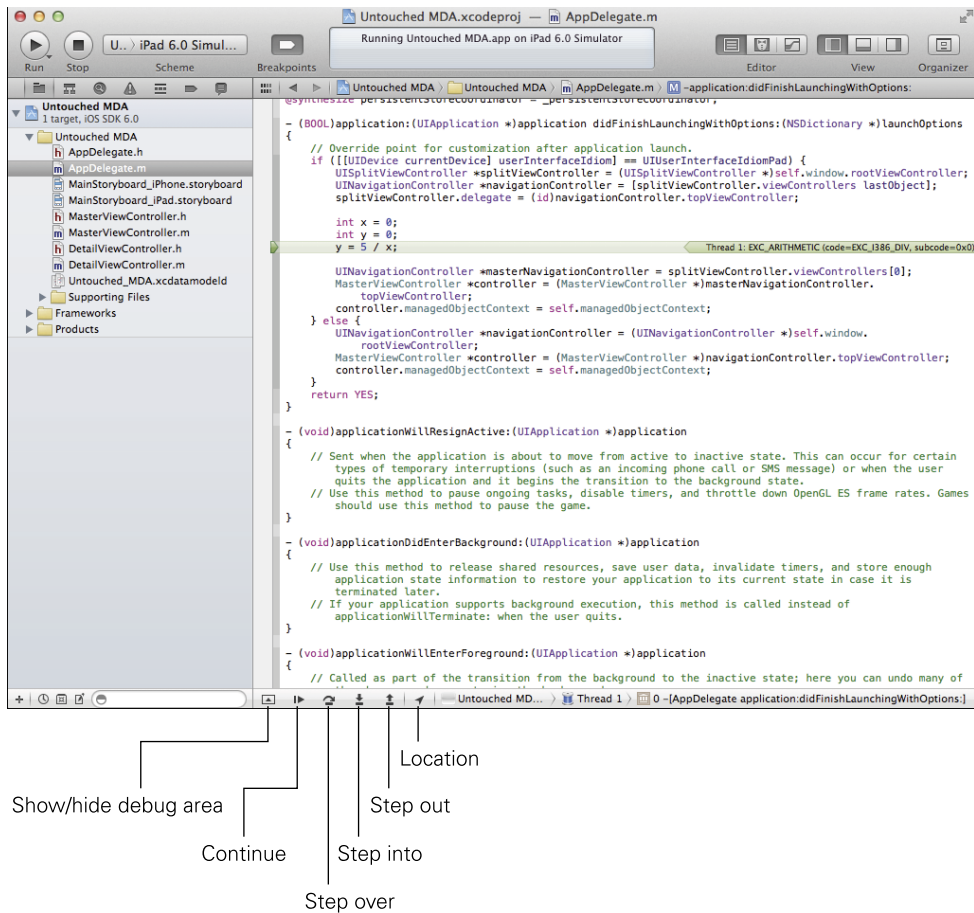 Untouched MDA.xcodeproj — AppDelegate.m
U.. 〉 iPad 6.0 Simul...
Running Untouched MDA.app on iPad 6.0 Simulator
Run Stop Scheme Breakpoints Editor View Organizer
Untouched MDA 〉 Untouched MDA 〉 AppDelegate.m 〉 M -application:didFinishLaunchingWithOptions:
Untouched MDA
1 target, iOS SDK 6.0
Untouched MDA
h AppDelegate.h
m AppDelegate.m
MainStoryboard_iPhone.storyboard
MainStoryboard_iPad.storyboard
h MasterViewController.h
m MasterViewController.m
h DetailViewController.h
m DetailViewController.m
Untouched_MDA.xcdatamodeld
Supporting Files
Frameworks
Products
@synthesize persistentStoreCoordinator = _persistentStoreCoordinator;
- (BOOL)application:(UIApplication *)application didFinishLaunchingWithOptions:(NSDictionary *)launchOptions
{
// Override point for customization after application launch.
if ([[UIDevice currentDevice] userInterfaceIdiom] == UIUserInterfaceIdiomPad) {
UISplitViewController *splitViewController = (UISplitViewController *)self.window.rootViewController;
UINavigationController *navigationController = [splitViewController.viewControllers lastObject];
splitViewController.delegate = (id)navigationController.topViewController;
int x = 0;
int y = 0;
y = 5 / x;
Thread 1: EXC_ARITHMETIC (code=EXC_I386_DIV, subcode=0x0)
UINavigationController *masterNavigationController = splitViewController.viewControllers[0];
MasterViewController *controller = (MasterViewController *)masterNavigationController.
topViewController;
controller.managedObjectContext = self.managedObjectContext;
} else {
UINavigationController *navigationController = (UINavigationController *)self.window.
rootViewController;
MasterViewController *controller = (MasterViewController *)navigationController.topViewController;
controller.managedObjectContext = self.managedObjectContext;
}
return YES;
}
- (void)applicationWillResignActive:(UIApplication *)application
{
// Sent when the application is about to move from active to inactive state. This can occur for certain
types of temporary interruptions (such as an incoming phone call or SMS message) or when the user
quits the application and it begins the transition to the background state.
// Use this method to pause ongoing tasks, disable timers, and throttle down OpenGL ES frame rates. Games
should use this method to pause the game.
}
- (void)applicationDidEnterBackground:(UIApplication *)application
{
// Use this method to release shared resources, save user data, invalidate timers, and store enough
application state information to restore your application to its current state in case it is
terminated later.
// If your application supports background execution, this method is called instead of
applicationWillTerminate: when the user quits.
}
- (void)applicationWillEnterForeground:(UIApplication *)application
{
// Called as part of the transition from the background to the inactive state; here you can undo many of
Untouched MD... 〉 Thread 1 〉 0 -[AppDelegate application:didFinishLaunchingWithOptions:]
Location
Show/hide debug area
Step out
Continue
Step into
Step over